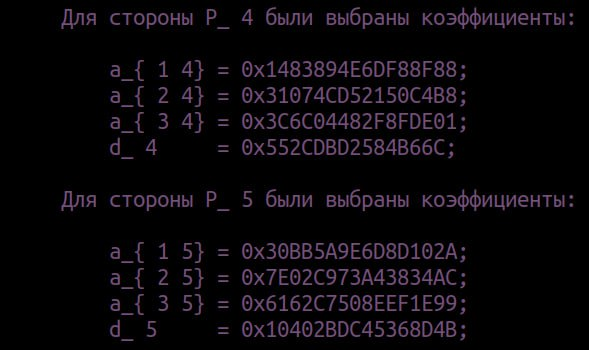 Для стороны P_ 4 были выбраны коэффициенты:
a_{ 1 4} = 0x1483894E6DF88F88;
a_{ 2 4} = 0x31074CD52150C4B8;
a_{ 3 4} = 0x3C6C04482F8FDE01;
d_ 4 = 0x552CDBD2584B66C;
Для стороны P_ 5 были выбраны коэффициенты:
a_{ 1 5} = 0x30BB5A9E6D8D102A;
a_{ 2 5} = 0x7E02C973A43834AC;
a_{ 3 5} = 0x6162C7508EEF1E99;
d_ 5 = 0x10402BDC45368D4B;